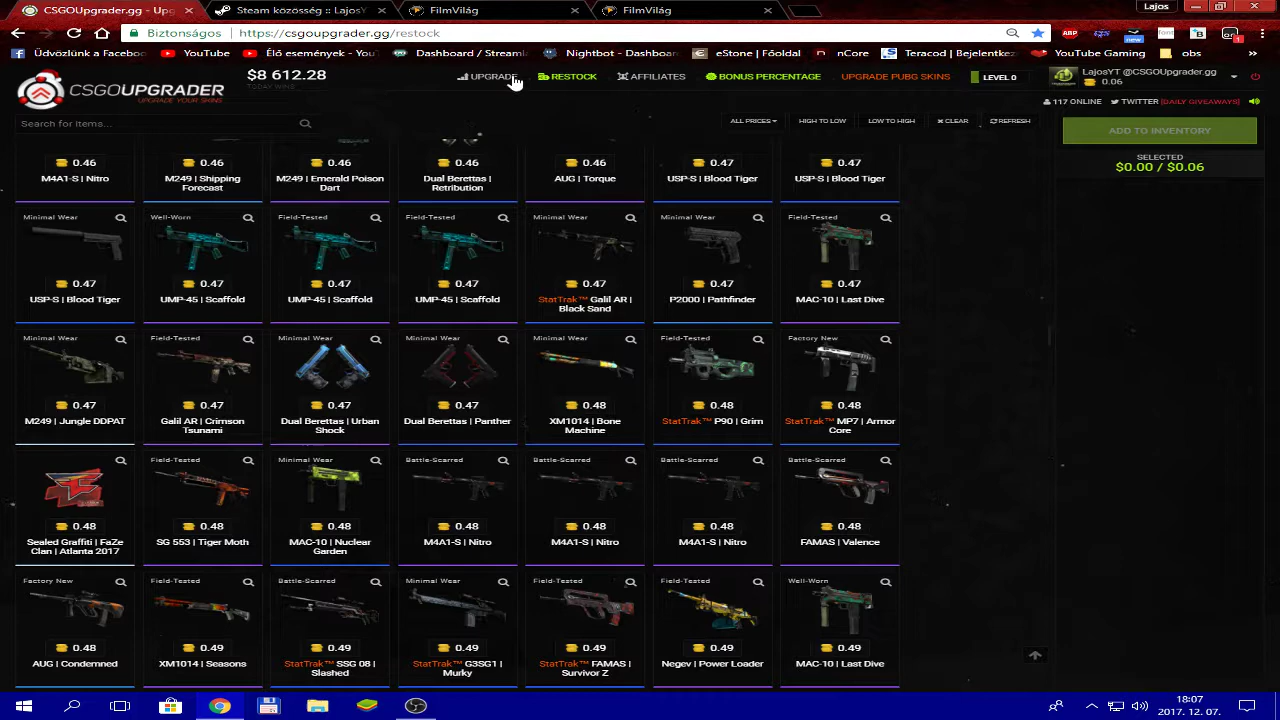 CSGOUpgrader.gg - Upg
Steam közösség :: LajosY
FilmVilág
FilmVilág
Lajos
Biztonságos
https://csgoupgrader.gg/restock
Üdvözlünk a Faceboo
YouTube
Élő események - YouT
Dashboard / Streaml
Nightbot - Dashboar
eStone | Főoldal
nCore
Teracod | Bejelentke
YouTube Gaming
obs
CSGOUPGRADER
UPGRADE YOUR SKINS
$8 612.28
TODAY WINS
UPGRADE
RESTOCK
AFFILIATES
BONUS PERCENTAGE
UPGRADE PUBG SKINS
LEVEL 0
LajosYT @CSGOUpgrader.gg
0.06
117 ONLINE
TWITTER [DAILY GIVEAWAYS]
Search for items...
ALL PRICES
HIGH TO LOW
LOW TO HIGH
CLEAR
REFRESH
ADD TO INVENTORY
SELECTED
$0.00 / $0.06
0.46 0.46 0.46 0.46 0.46 0.47 0.47
M4A1-S | Nitro
M249 | Shipping
Forecast
M249 | Emerald Poison
Dart
Dual Berettas |
Retribution
AUG | Torque
USP-S | Blood Tiger
USP-S | Blood Tiger
Minimal Wear
0.47
USP-S | Blood Tiger
Well-Worn
0.47
UMP-45 | Scaffold
Field-Tested
0.47
UMP-45 | Scaffold
Field-Tested
0.47
UMP-45 | Scaffold
Minimal Wear
0.47
StatTrak™ Galil AR |
Black Sand
Minimal Wear
0.47
P2000 | Pathfinder
Field-Tested
0.47
MAC-10 | Last Dive
Minimal Wear
0.47
M249 | Jungle DDPAT
Field-Tested
0.47
Galil AR | Crimson
Tsunami
Minimal Wear
0.47
Dual Berettas | Urban
Shock
Minimal Wear
0.47
Dual Berettas | Panther
Minimal Wear
0.48
XM1014 | Bone
Machine
Field-Tested
0.48
StatTrak™ P90 | Grim
Factory New
0.48
StatTrak™ MP7 | Armor
Core
0.48
Sealed Graffiti | FaZe
Clan | Atlanta 2017
Field-Tested
0.48
SG 553 | Tiger Moth
Minimal Wear
0.48
MAC-10 | Nuclear
Garden
Battle-Scarred
0.48
M4A1-S | Nitro
Battle-Scarred
0.48
M4A1-S | Nitro
Battle-Scarred
0.48
M4A1-S | Nitro
Battle-Scarred
0.48
FAMAS | Valence
Factory New
0.48
AUG | Condemned
Field-Tested
0.49
XM1014 | Seasons
Battle-Scarred
0.49
StatTrak™ SSG 08 |
Slashed
Minimal Wear
0.49
StatTrak™ G3SG1 |
Murky
Field-Tested
0.49
StatTrak™ FAMAS |
Survivor Z
Field-Tested
0.49
Negev | Power Loader
Well-Worn
0.49
MAC-10 | Last Dive
18:07
2017. 12. 07.